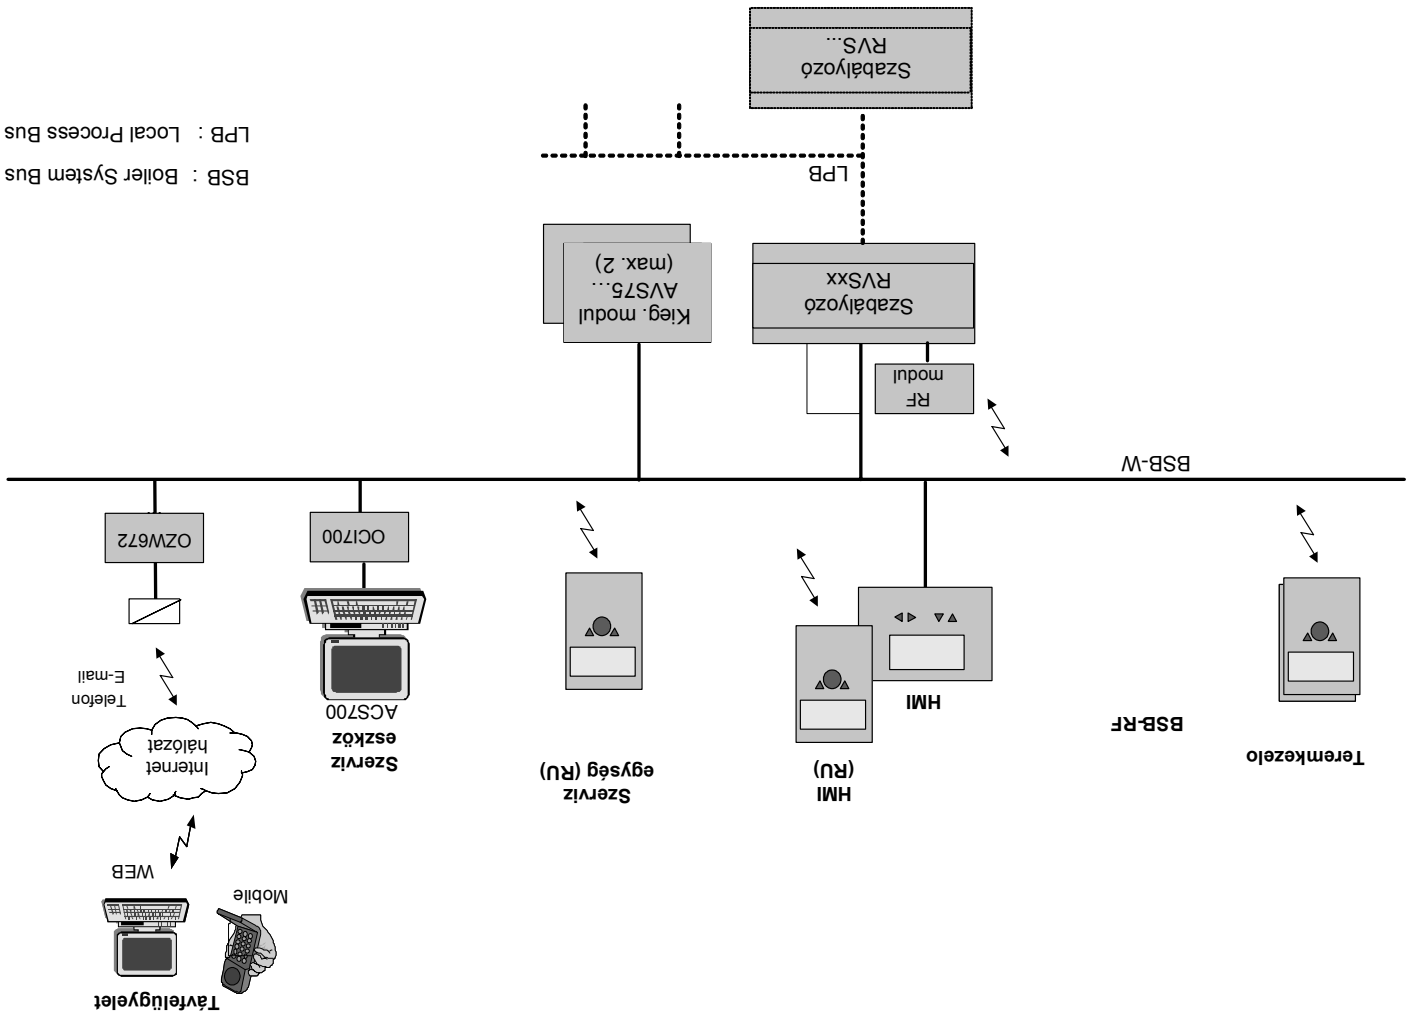 Távfelügyelet
Mobile
WEB
Internet
hálózat
Telefon
E-mail
Szerviz
eszköz
ACS700
Szerviz
egység (RU)
HMI
(RU)
HMI
Teremkezelo
BSB-RF
OZW672
OCI700
BSB-W
RF
modul
Szabályozó
RVSxx
Kieg. modul
AVS75...
(max. 2)
LPB
BSB : Boiler System Bus
LPB : Local Process Bus
Szabályozó
RVS...